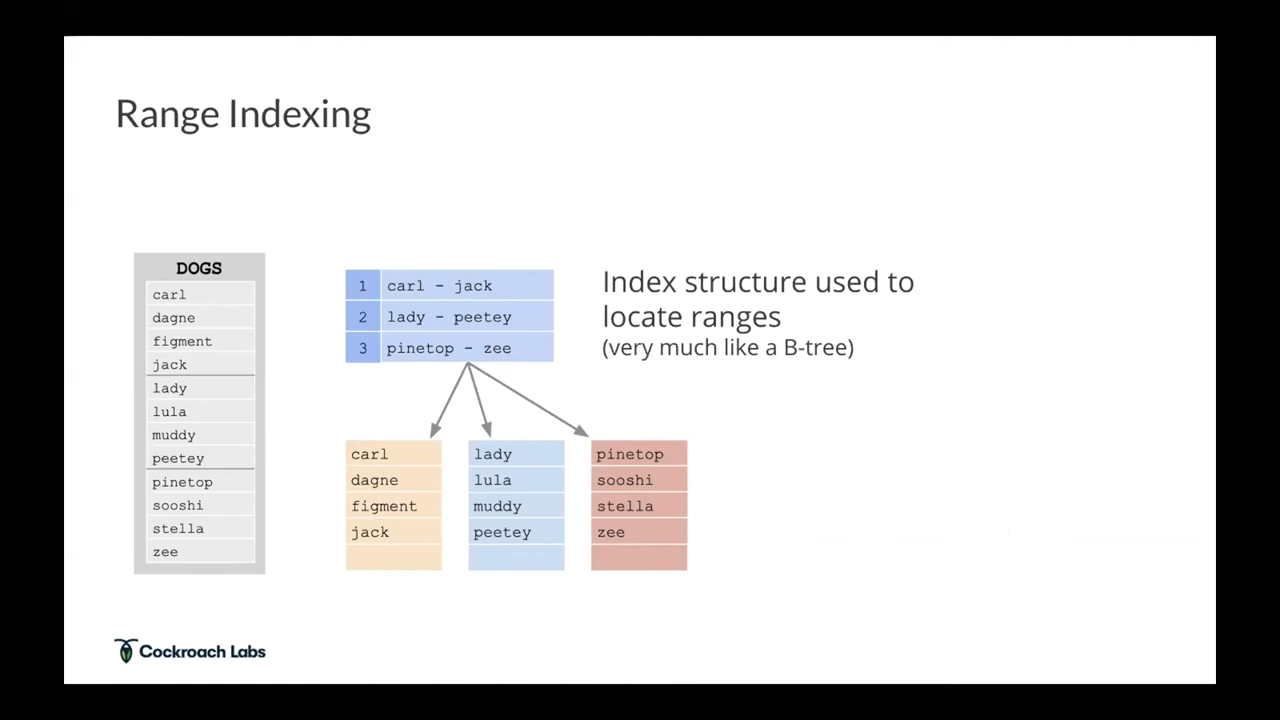 Range Indexing
DOGS
carl
dagne
figment
jack
lady
lula
muddy
peetey
pinetop
sooshi
stella
zee
1 carl - jack
2 lady - peetey
3 pinetop - zee
Index structure used to
locate ranges
(very much like a B-tree)
carl
dagne
figment
jack
lady
lula
muddy
peetey
pinetop
sooshi
stella
zee
Cockroach Labs